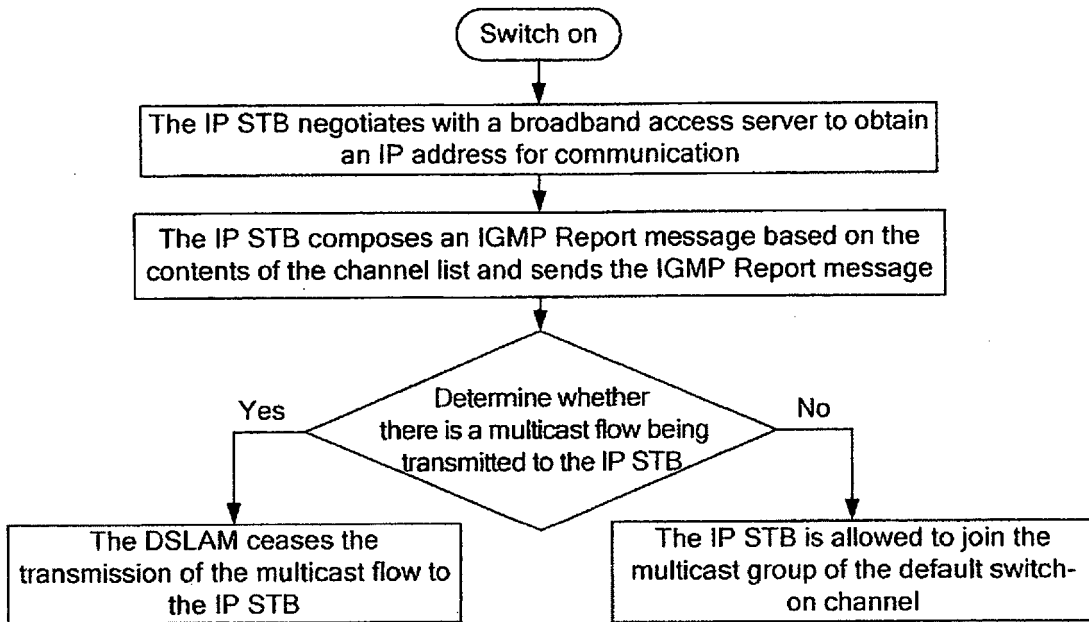 Switch on
The IP STB negotiates with a broadband access server to obtain
an IP address for communication
The IP STB composes an IGMP Report message based on the
contents of the channel list and sends the IGMP Report message
Determine whether
there is a multicast flow being
transmitted to the IP STB
Yes
No
The DSLAM ceases the
transmission of the multicast flow to
the IP STB
The IP STB is allowed to join the
multicast group of the default switch-
on channel